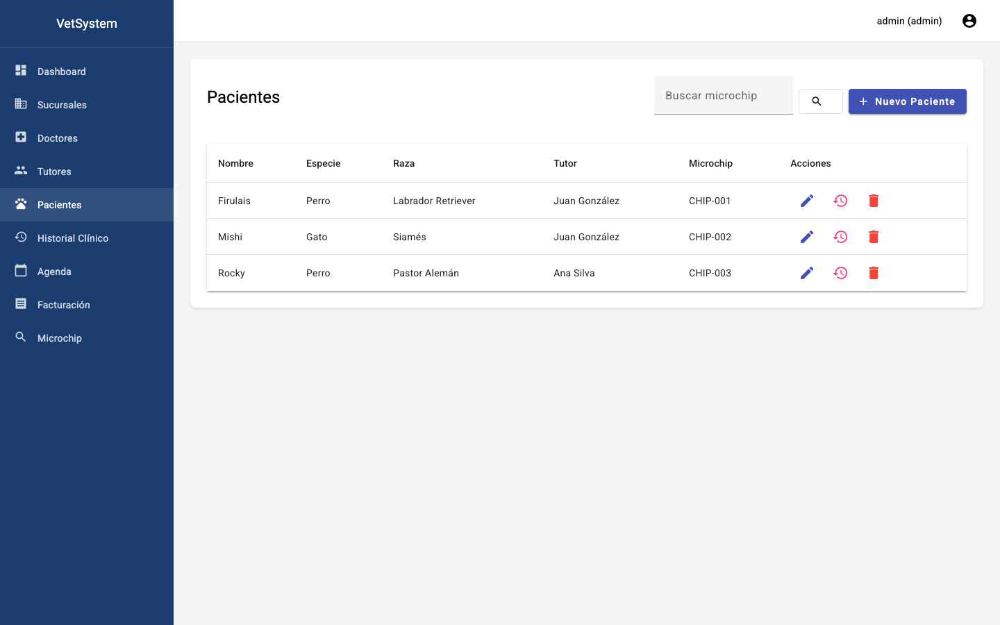 VetSystem
admin (admin)
Dashboard
Sucursales
Doctores
Tutores
Pacientes
Historial Clínico
Agenda
Facturación
Microchip
Pacientes
Buscar microchip
Nuevo Paciente
Nombre Especie Raza Tutor Microchip Acciones
Firulais Perro Labrador Retriever Juan González CHIP-001
Mishi Gato Siamés Juan González CHIP-002
Rocky Perro Pastor Alemán Ana Silva CHIP-003